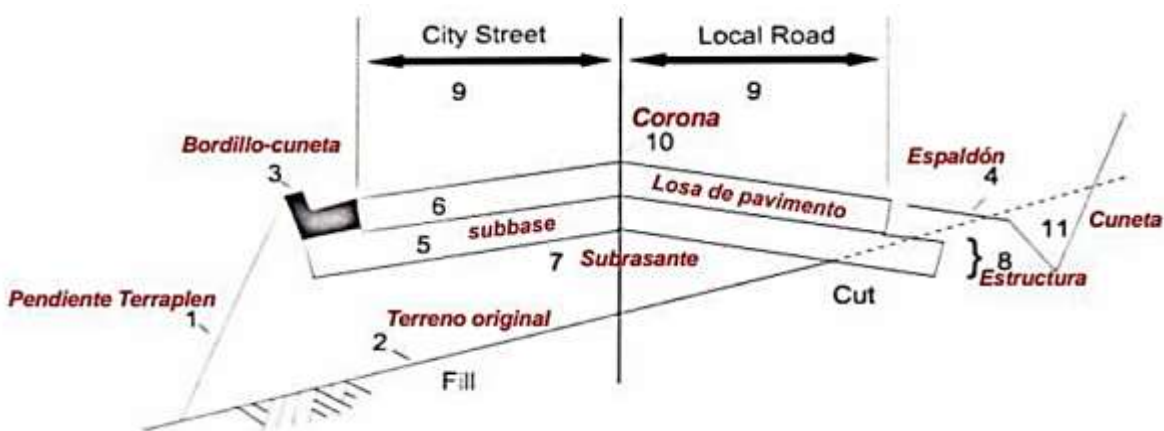 City Street
Local Road
9
9
Corona
10
Bordillo-cuneta
3
Espaldón
4
Losa de pavimento
6
11
Cuneta
subbase
5
7 Subrasante
8
Estructura
Pendiente Terraplen
1
Cut
Terreno original
2
Fill